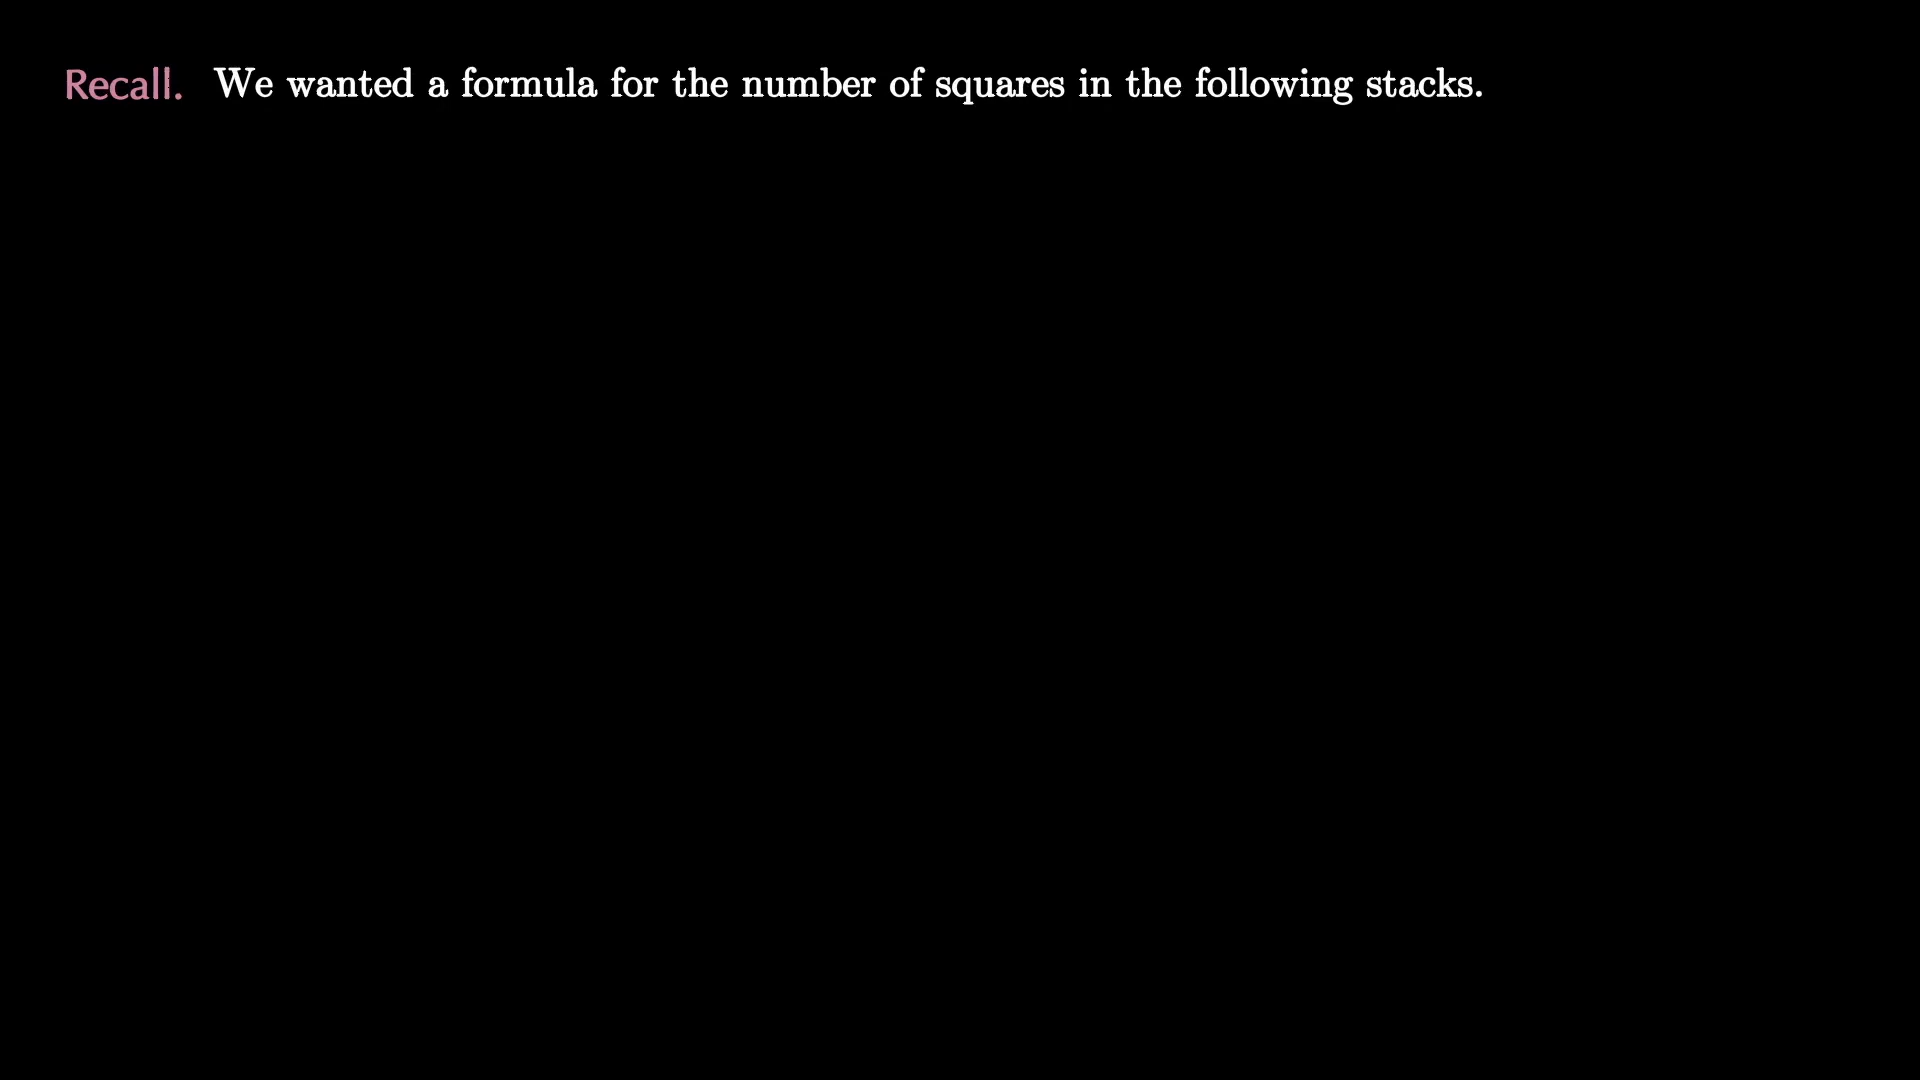 Recall. We wanted a formula for the number of squares in the following stacks.